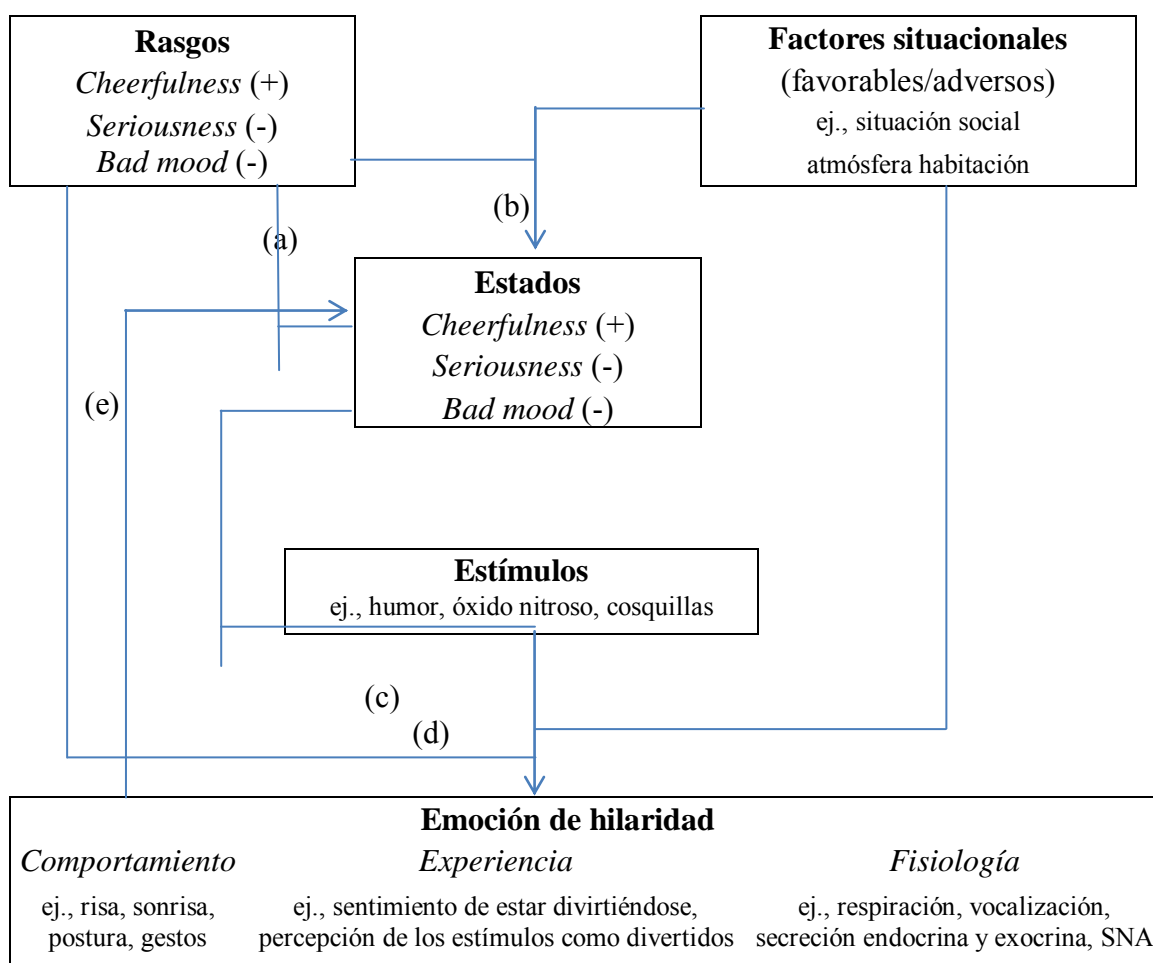 Rasgos
Cheerfulness (+)
Seriousness (-)
Bad mood (-)
Factores situacionales
(favorables/adversos)
ej., situación social
atmósfera habitación
(b)
(a)
Estados
Cheerfulness (+)
Seriousness (-)
Bad mood (-)
(e)
Estímulos
ej., humor, óxido nitroso, cosquillas
(c)
(d)
Emoción de hilaridad
Comportamiento
ej., risa, sonrisa,
postura, gestos
Experiencia
ej., sentimiento de estar divirtiéndose,
percepción de los estímulos como divertidos
Fisiología
ej., respiración, vocalización,
secreción endocrina y exocrina, SNA